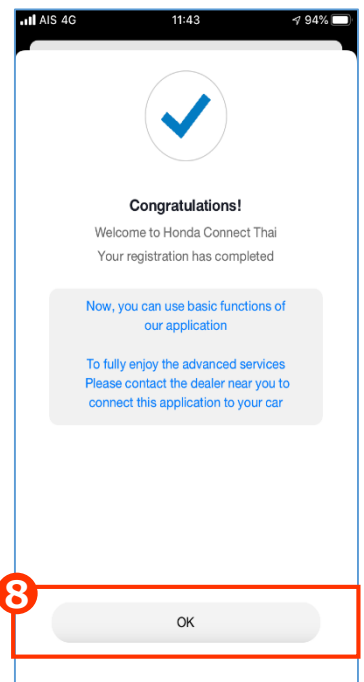 AIS 4G 11:43 94%
Congratulations!
Welcome to Honda Connect Thai
Your registration has completed
Now, you can use basic functions of
our application
To fully enjoy the advanced services
Please contact the dealer near you to
connect this application to your car
8
OK